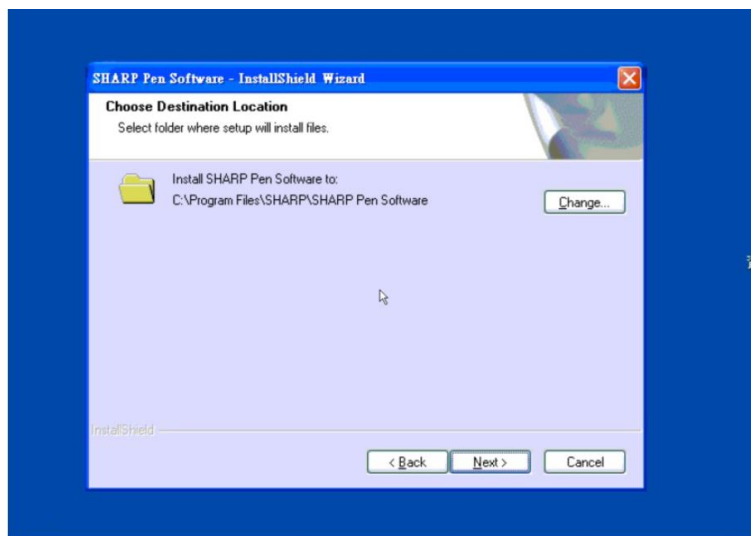 SHARP Pen Software - InstallShield Wizard
Choose Destination Location
Select folder where setup will install files.
Install SHARP Pen Software to:
C:\Program Files\SHARP\SHARP Pen Software
Change...
InstallShield
< Back
Next >
Cancel